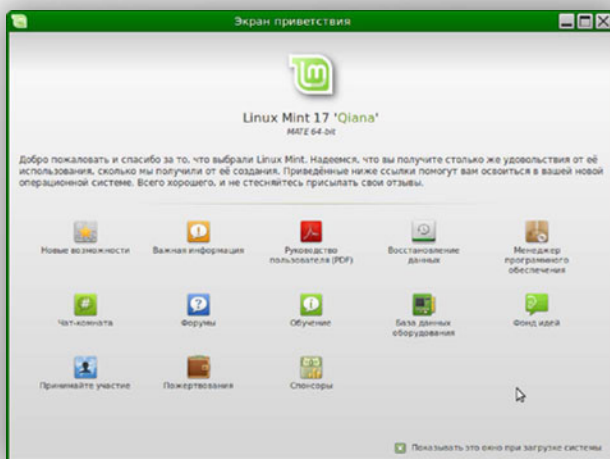 Экран приветствия
Linux Mint 17 'Qiana'
MATE 64-bit
Добро пожаловать и спасибо за то, что выбрали Linux Mint. Надеемся, что вы получите столько же удовольствия от её
использования, сколько мы получили от её создания. Приведённые ниже ссылки помогут вам освоиться в вашей новой
операционной системе. Всего хорошего, и не стесняйтесь присылать свои отзывы.
Новые возможности
Важная информация
Руководство
пользователя (PDF)
Восстановление
данных
Менеджер
программного
обеспечения
Чат-комната
Форумы
Обучение
База данных
оборудования
Фонд идей
Принимайте участие
Пожертвования
Спонсоры
Показывать это окно при загрузке системы